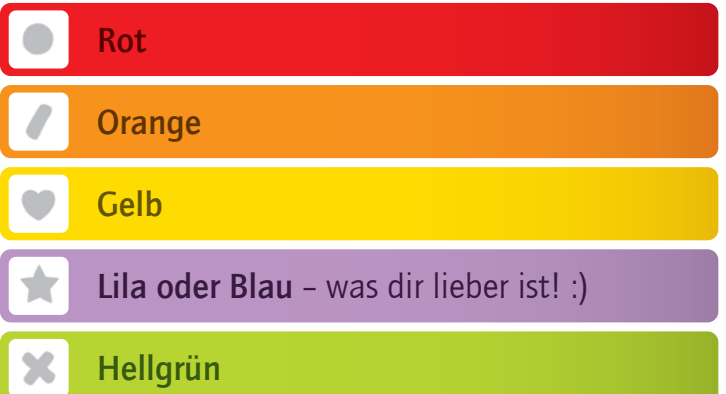 Rot
Orange
Gelb
Lila oder Blau – was dir lieber ist! :)
Hellgrün